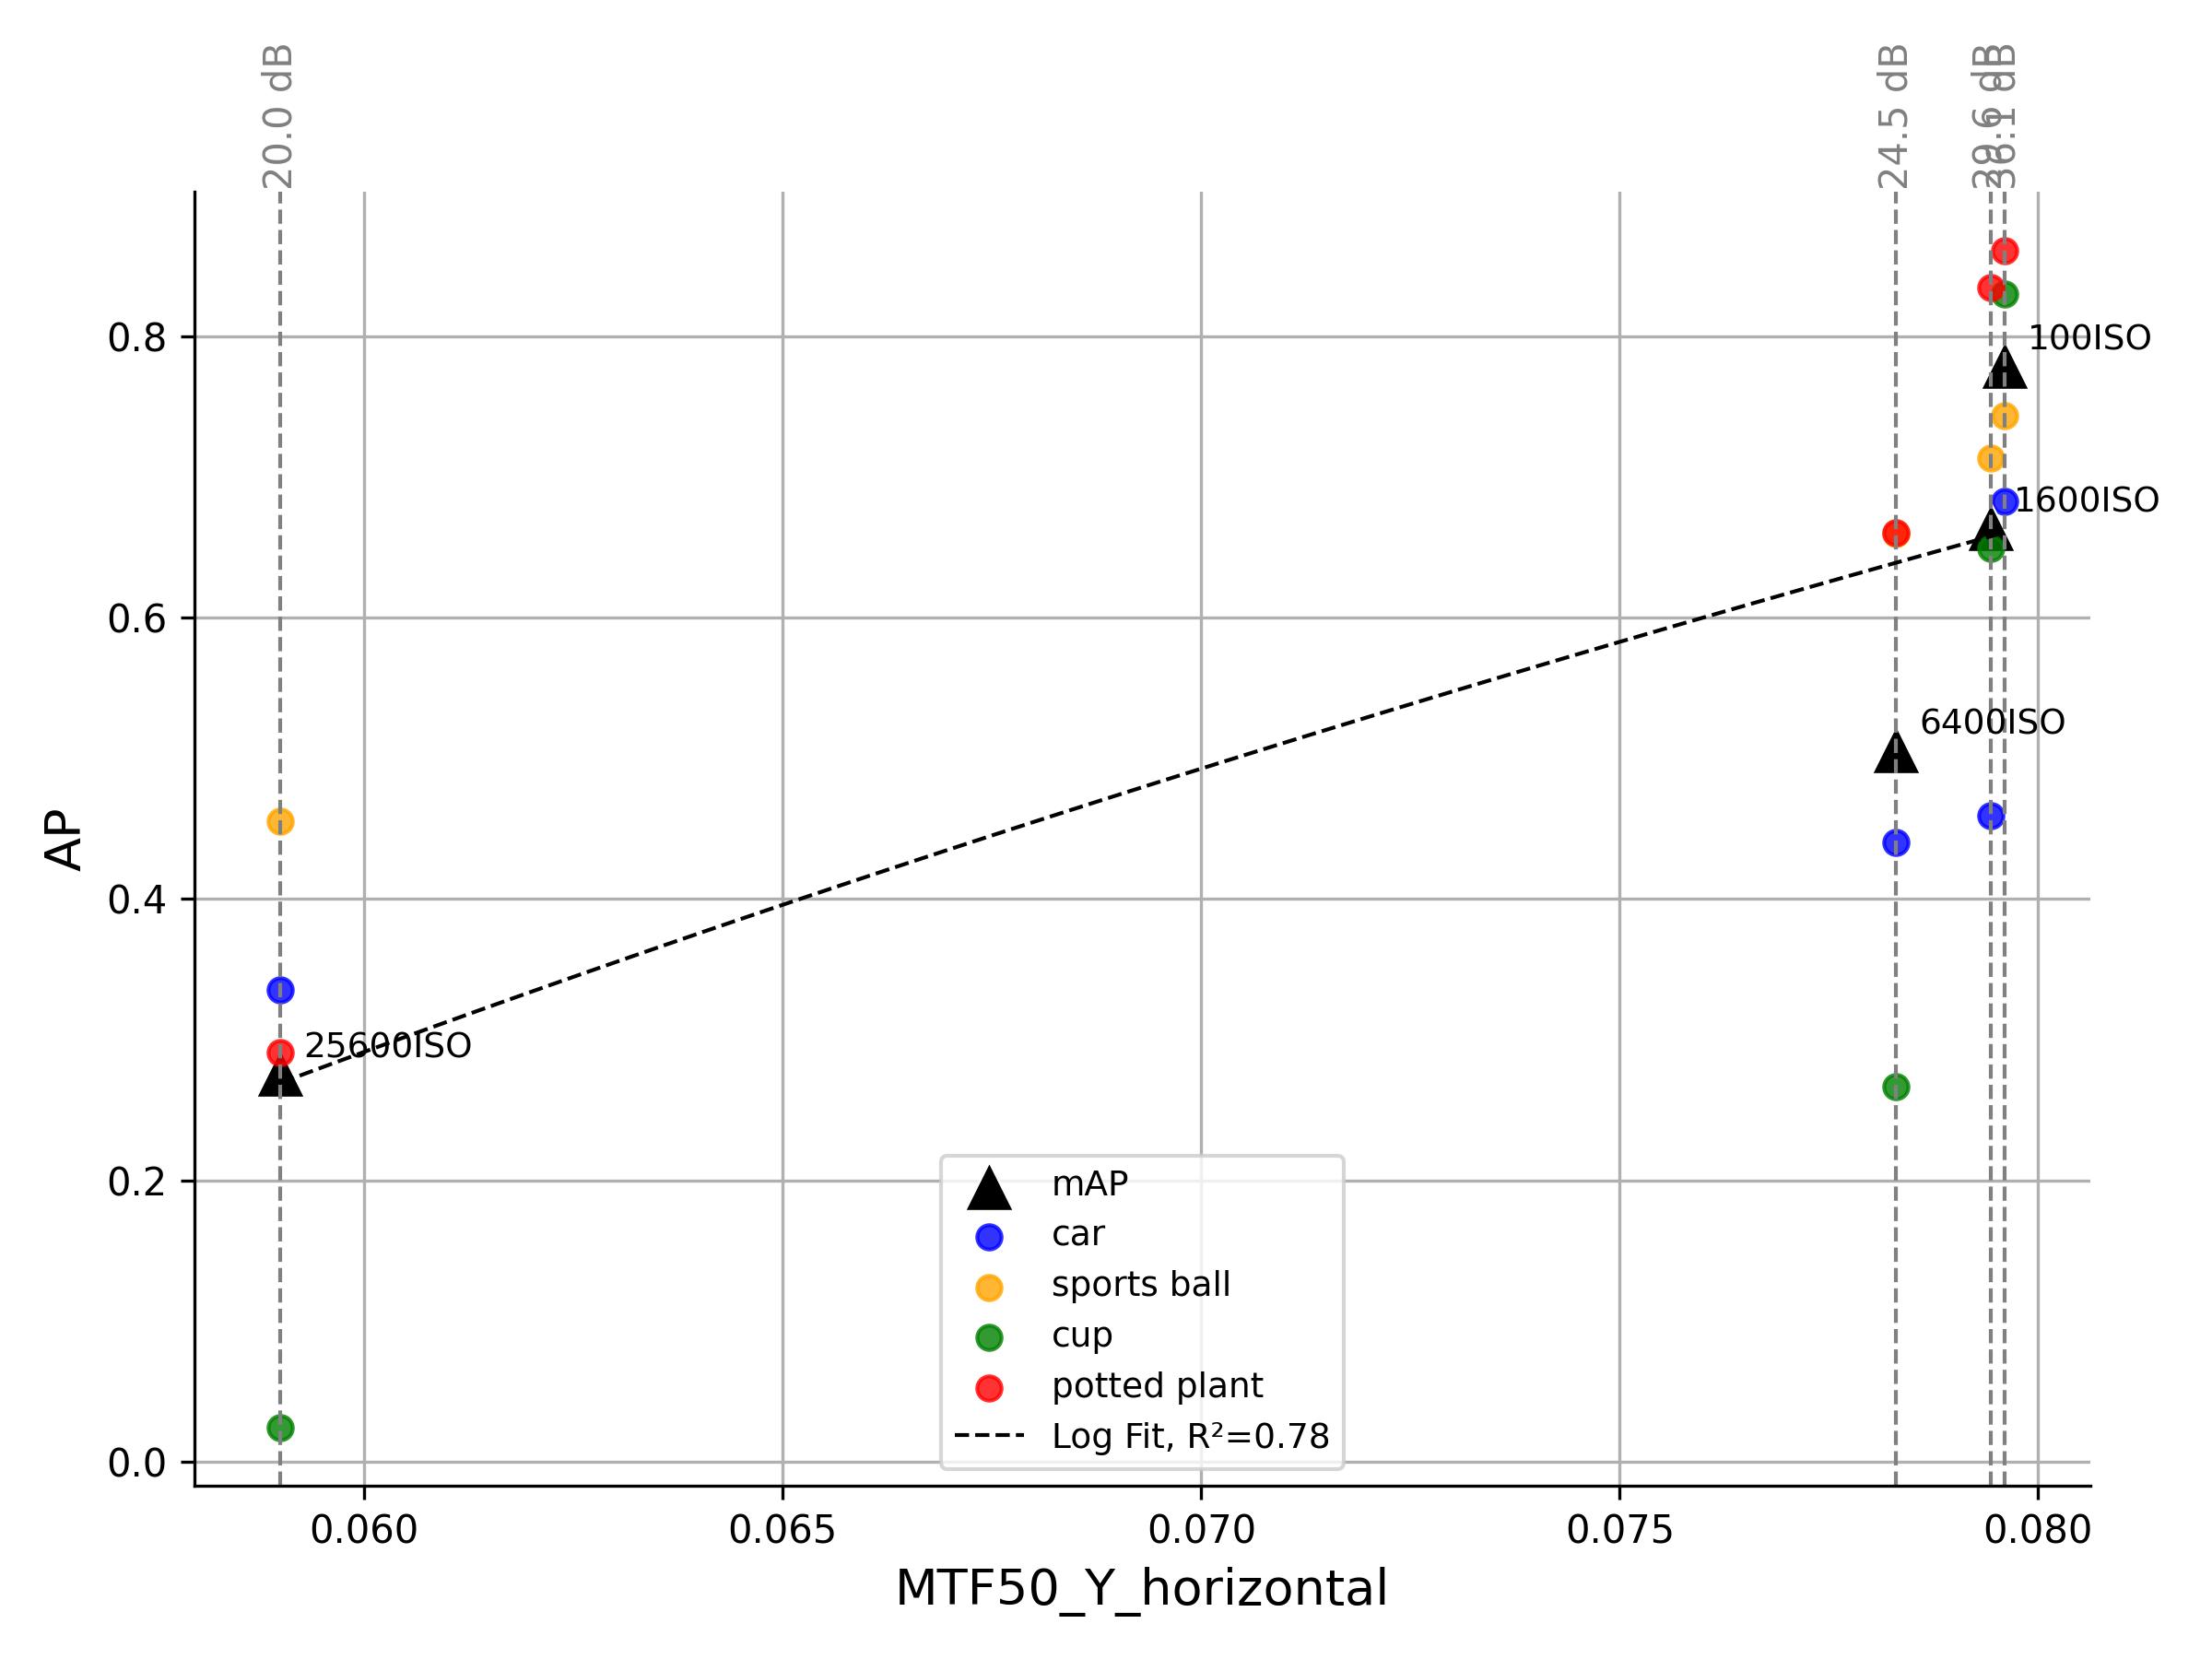 20.0 dB
24.5 dB
100ISO
1600ISO
6400ISO
25600ISO
0.8
0.6
0.4
0.2
0.0
AP
mAP
car
sports ball
cup
potted plant
Log Fit, R²=0.78
0.060 0.065 0.070 0.075 0.080
MTF50_Y_horizontal